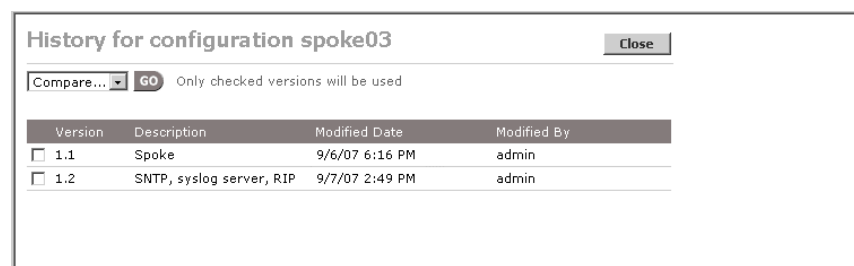 History for configuration spoke03
Close
Compare... GO Only checked versions will be used
Version Description Modified Date Modified By
1.1 Spoke 9/6/07 6:16 PM admin
1.2 SNTP, syslog server, RIP 9/7/07 2:49 PM admin